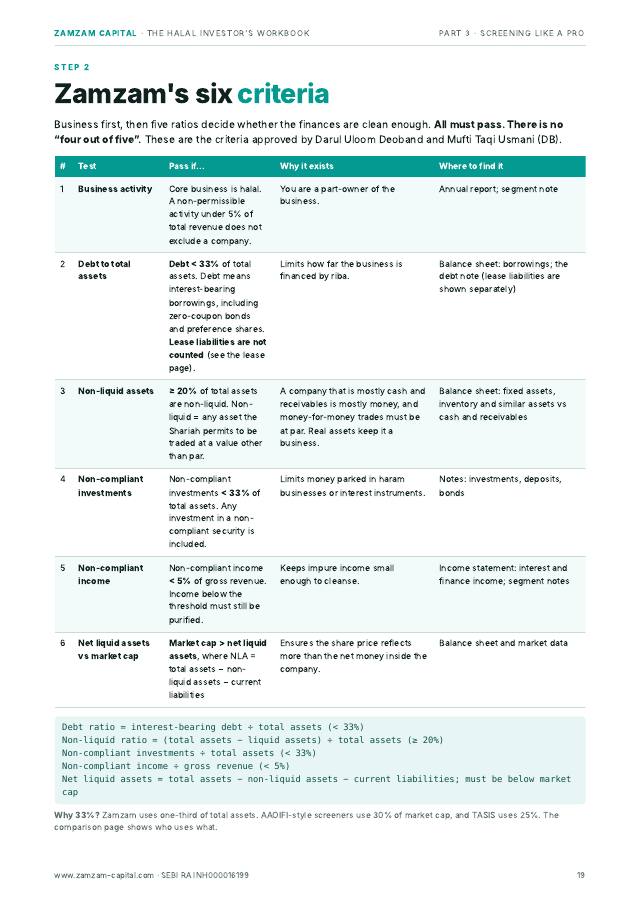 ZAMZAM CAPITAL · THE HALAL INVESTOR'S WORKBOOK
PART 3 · SCREENING LIKE A PRO
STEP 2
Zamzam's six criteria
Business first, then five ratios decide whether the finances are clean enough. All must pass. There is no
“four out of five”. These are the criteria approved by Darul Uloom Deoband and Mufti Taqi Usmani (DB).
# Test Pass if... Why it exists Where to find it
1 Business activity
Core business is halal.
A non-permissible
activity under 5% of
total revenue does not
exclude a company.
You are a part-owner of the
business.
Annual report; segment note
2 Debt to total
assets
Debt < 33% of total
assets. Debt means
interest-bearing
borrowings, including
zero-coupon bonds
and preference shares.
Lease liabilities are not
counted (see the lease
page).
Limits how far the business is
financed by riba.
Balance sheet: borrowings; the
debt note (lease liabilities are
shown separately)
3 Non-liquid assets
≥ 20% of total assets
are non-liquid. Non-
liquid = any asset the
Shariah permits to be
traded at a value other
than par.
A company that is mostly cash and
receivables is mostly money, and
money-for-money trades must be
at par. Real assets keep it a
business.
Balance sheet: fixed assets,
inventory and similar assets vs
cash and receivables
4 Non-compliant
investments
Non-compliant
investments < 33% of
total assets. Any
investment in a non-
compliant security is
included.
Limits money parked in haram
businesses or interest instruments.
Notes: investments, deposits,
bonds
5 Non-compliant
income
Non-compliant income
< 5% of gross revenue.
Income below the
threshold must still be
purified.
Keeps impure income small
enough to cleanse.
Income statement: interest and
finance income; segment notes
6 Net liquid assets
vs market cap
Market cap > net liquid
assets, where NLA =
total assets − non-
liquid assets − current
liabilities
Ensures the share price reflects
more than the net money inside the
company.
Balance sheet and market data
Debt ratio = interest-bearing debt ÷ total assets (< 33%)
Non-liquid ratio = (total assets − liquid assets) ÷ total assets (≥ 20%)
Non-compliant investments ÷ total assets (< 33%)
Non-compliant income ÷ gross revenue (< 5%)
Net liquid assets = total assets − non-liquid assets − current liabilities; must be below market
cap
Why 33%? Zamzam uses one-third of total assets. AAOIFI-style screeners use 30% of market cap, and TASIS uses 25%. The
comparison page shows who uses what.
www.zamzam-capital.com · SEBI RA INH000016199
19